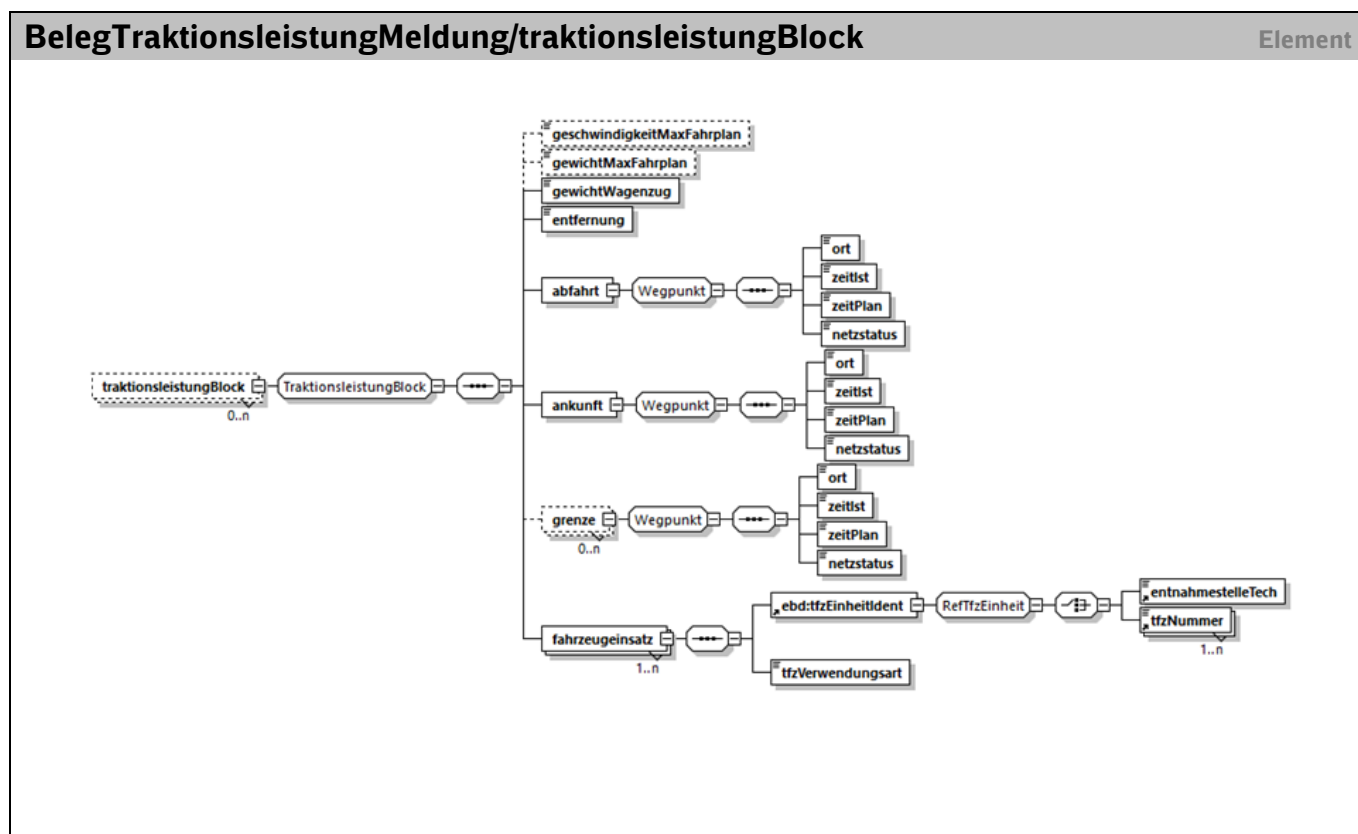 BelegTraktionsleistungMeldung/traktionsleistungBlock Element
geschwindigkeitMaxFahrplan
gewichtMaxFahrplan
gewichtWagenzug
entfernung
ort
zeitIst
abfahrt Wegpunkt
zeitPlan
netzstatus
ort
traktionsleistungBlock TraktionsleistungBlock
0..n
zeitIst
ankunft Wegpunkt
zeitPlan
netzstatus
ort
zeitIst
grenze Wegpunkt
0..n
zeitPlan
netzstatus
entnahmestelleTech
ebd:tfzEinheitIdent RefTfzEinheit
tfzNummer
1..n
fahrzeugeinsatz
1..n
tfzVerwendungsart